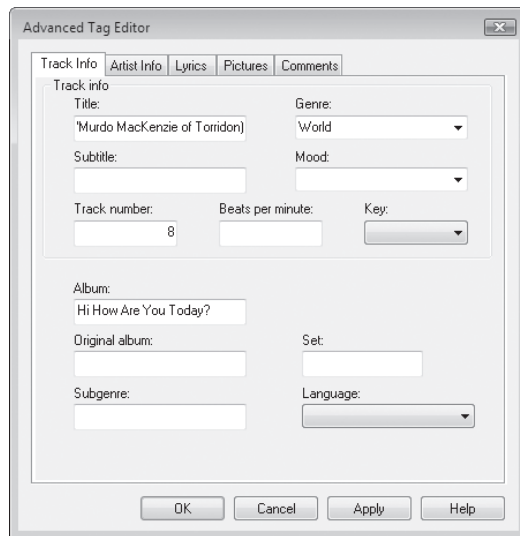 Advanced Tag Editor
Track Info Artist Info Lyrics Pictures Comments
Track info
Title: Genre:
'Murdo MacKenzie of Torridon) World
Subtitle: Mood:
Track number: Beats per minute: Key:
8
Album:
Hi How Are You Today?
Original album: Set:
Subgenre: Language:
OK Cancel Apply Help